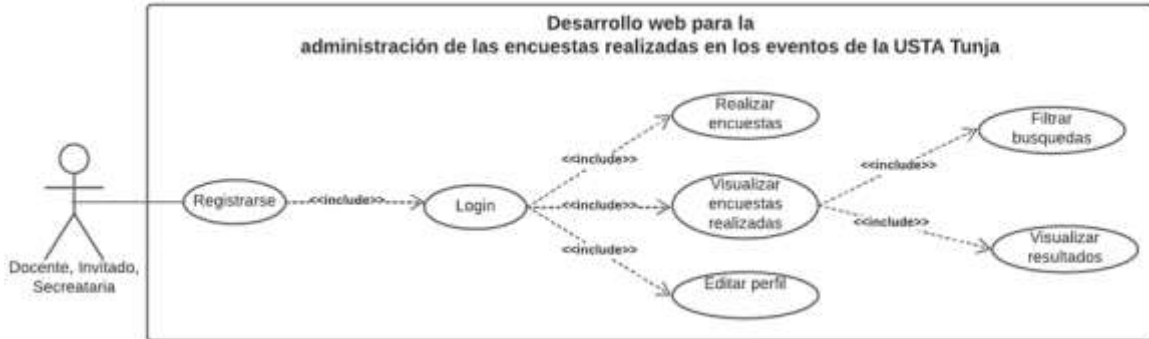 Desarrollo web para la
administración de las encuestas realizadas en los eventos de la USTA Tunja
Docente, Invitado,
Secreataria
Registrarse
<<include>>
Login
<<include>>
<<include>>
<<include>>
Realizar
encuestas
Visualizar
encuestas
realizadas
Editar perfil
<<include>>
<<include>>
Filtrar
busquedas
Visualizar
resultados